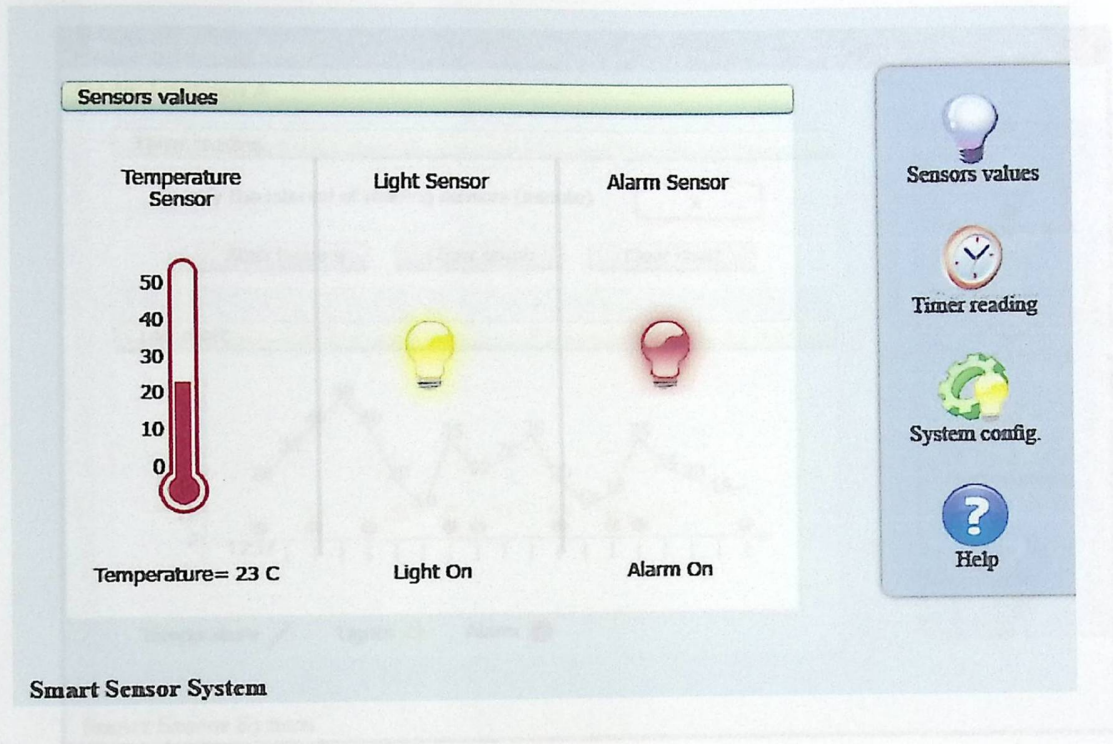 Sensors values
Temperature
Sensor
Light Sensor
Alarm Sensor
50
40
30
20
10
0
Temperature= 23 C
Light On
Alarm On
Sensors values
Timer reading
System config.
Help
Smart Sensor System